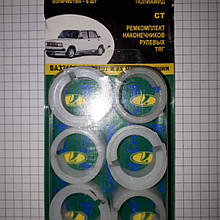 количество - 6 шт
ПОЛИАМИД
СТ
РЕМКОМПЛЕКТ
НАКОНЕЧНИКОВ
РУЛЕВЫХ
ТЯГ